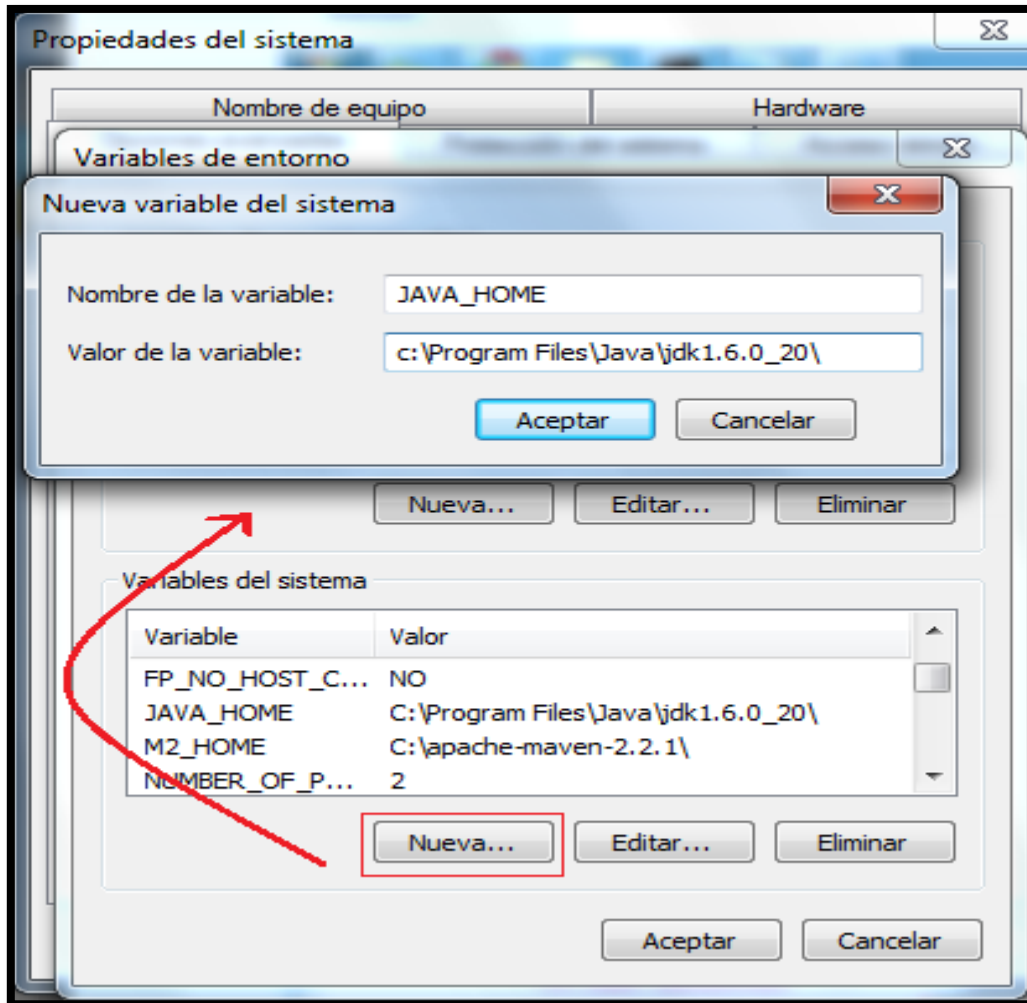 Propiedades del sistema
Nombre de equipo Hardware
Variables de entorno
Nueva variable del sistema
Nombre de la variable: JAVA_HOME
Valor de la variable: c:\Program Files\Java\jdk1.6.0_20\
Aceptar Cancelar
Nueva... Editar... Eliminar
Variables del sistema
Variable Valor
FP_NO_HOST_C... NO
JAVA_HOME C:\Program Files\Java\jdk1.6.0_20\
M2_HOME C:\apache-maven-2.2.1\
NUMBER_OF_P... 2
Nueva... Editar... Eliminar
Aceptar Cancelar